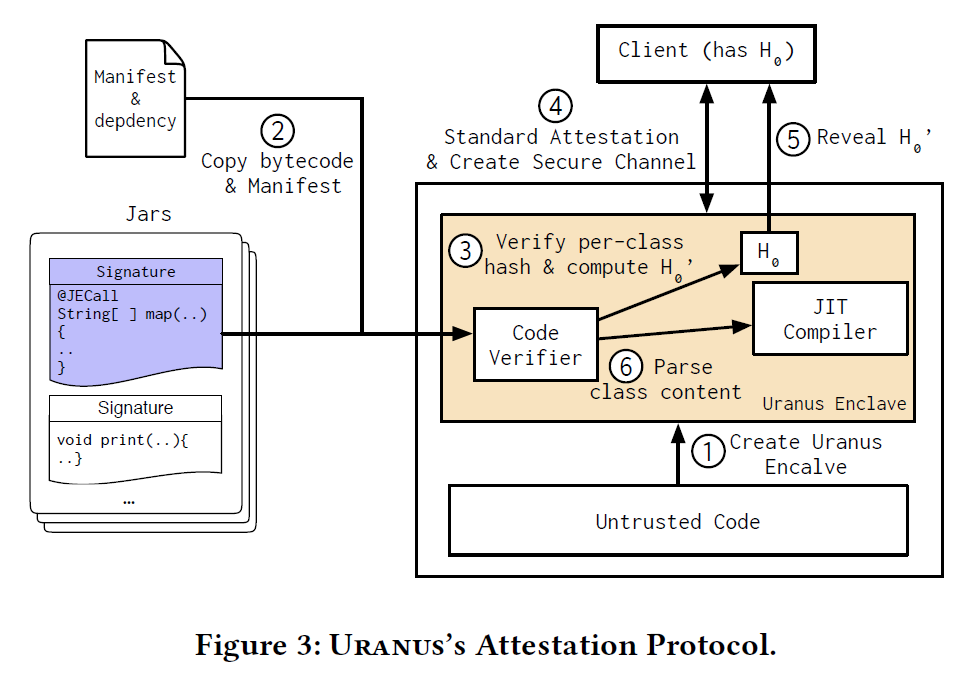 Manifest
&
depdency
②
Copy bytecode
& Manifest
Jars
Signature
@JECall
String[ ] map(..)
{
..
}
Signature
void print(..){
..}
...
Client (has H₀)
④
Standard Attestation
& Create Secure Channel
⑤ Reveal H₀’
③ Verify per-class
hash & compute H₀’
H₀
Code
Verifier
JIT
Compiler
⑥ Parse
class content
Uranus Enclave
① Create Uranus
Encalve
Untrusted Code
Figure 3: URANUS’s Attestation Protocol.